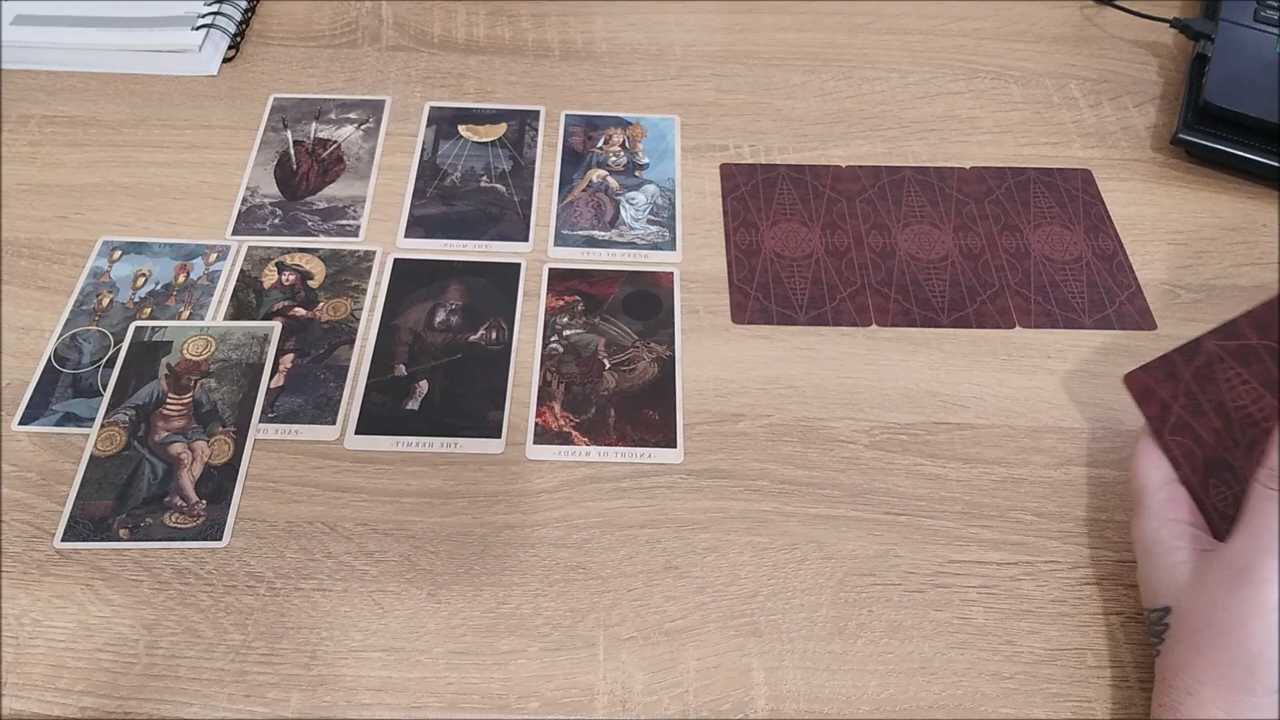 ·THE MOON·
·QUEEN OF CUPS·
·PAGE OF
·THE HERMIT·
·KNIGHT OF WANDS·